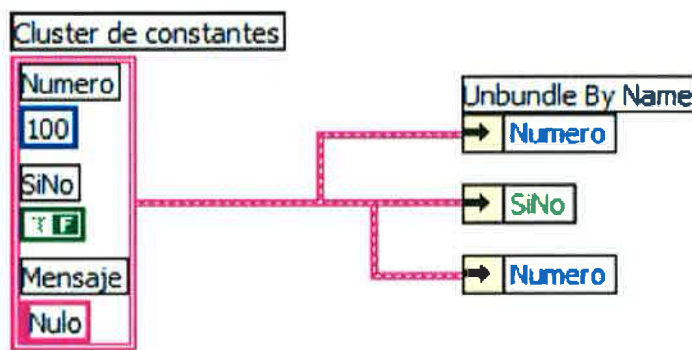 Cluster de constantes
Numero
100
SiNo
T F
Mensaje
Nulo
Unbundle By Name
Numero
SiNo
Numero